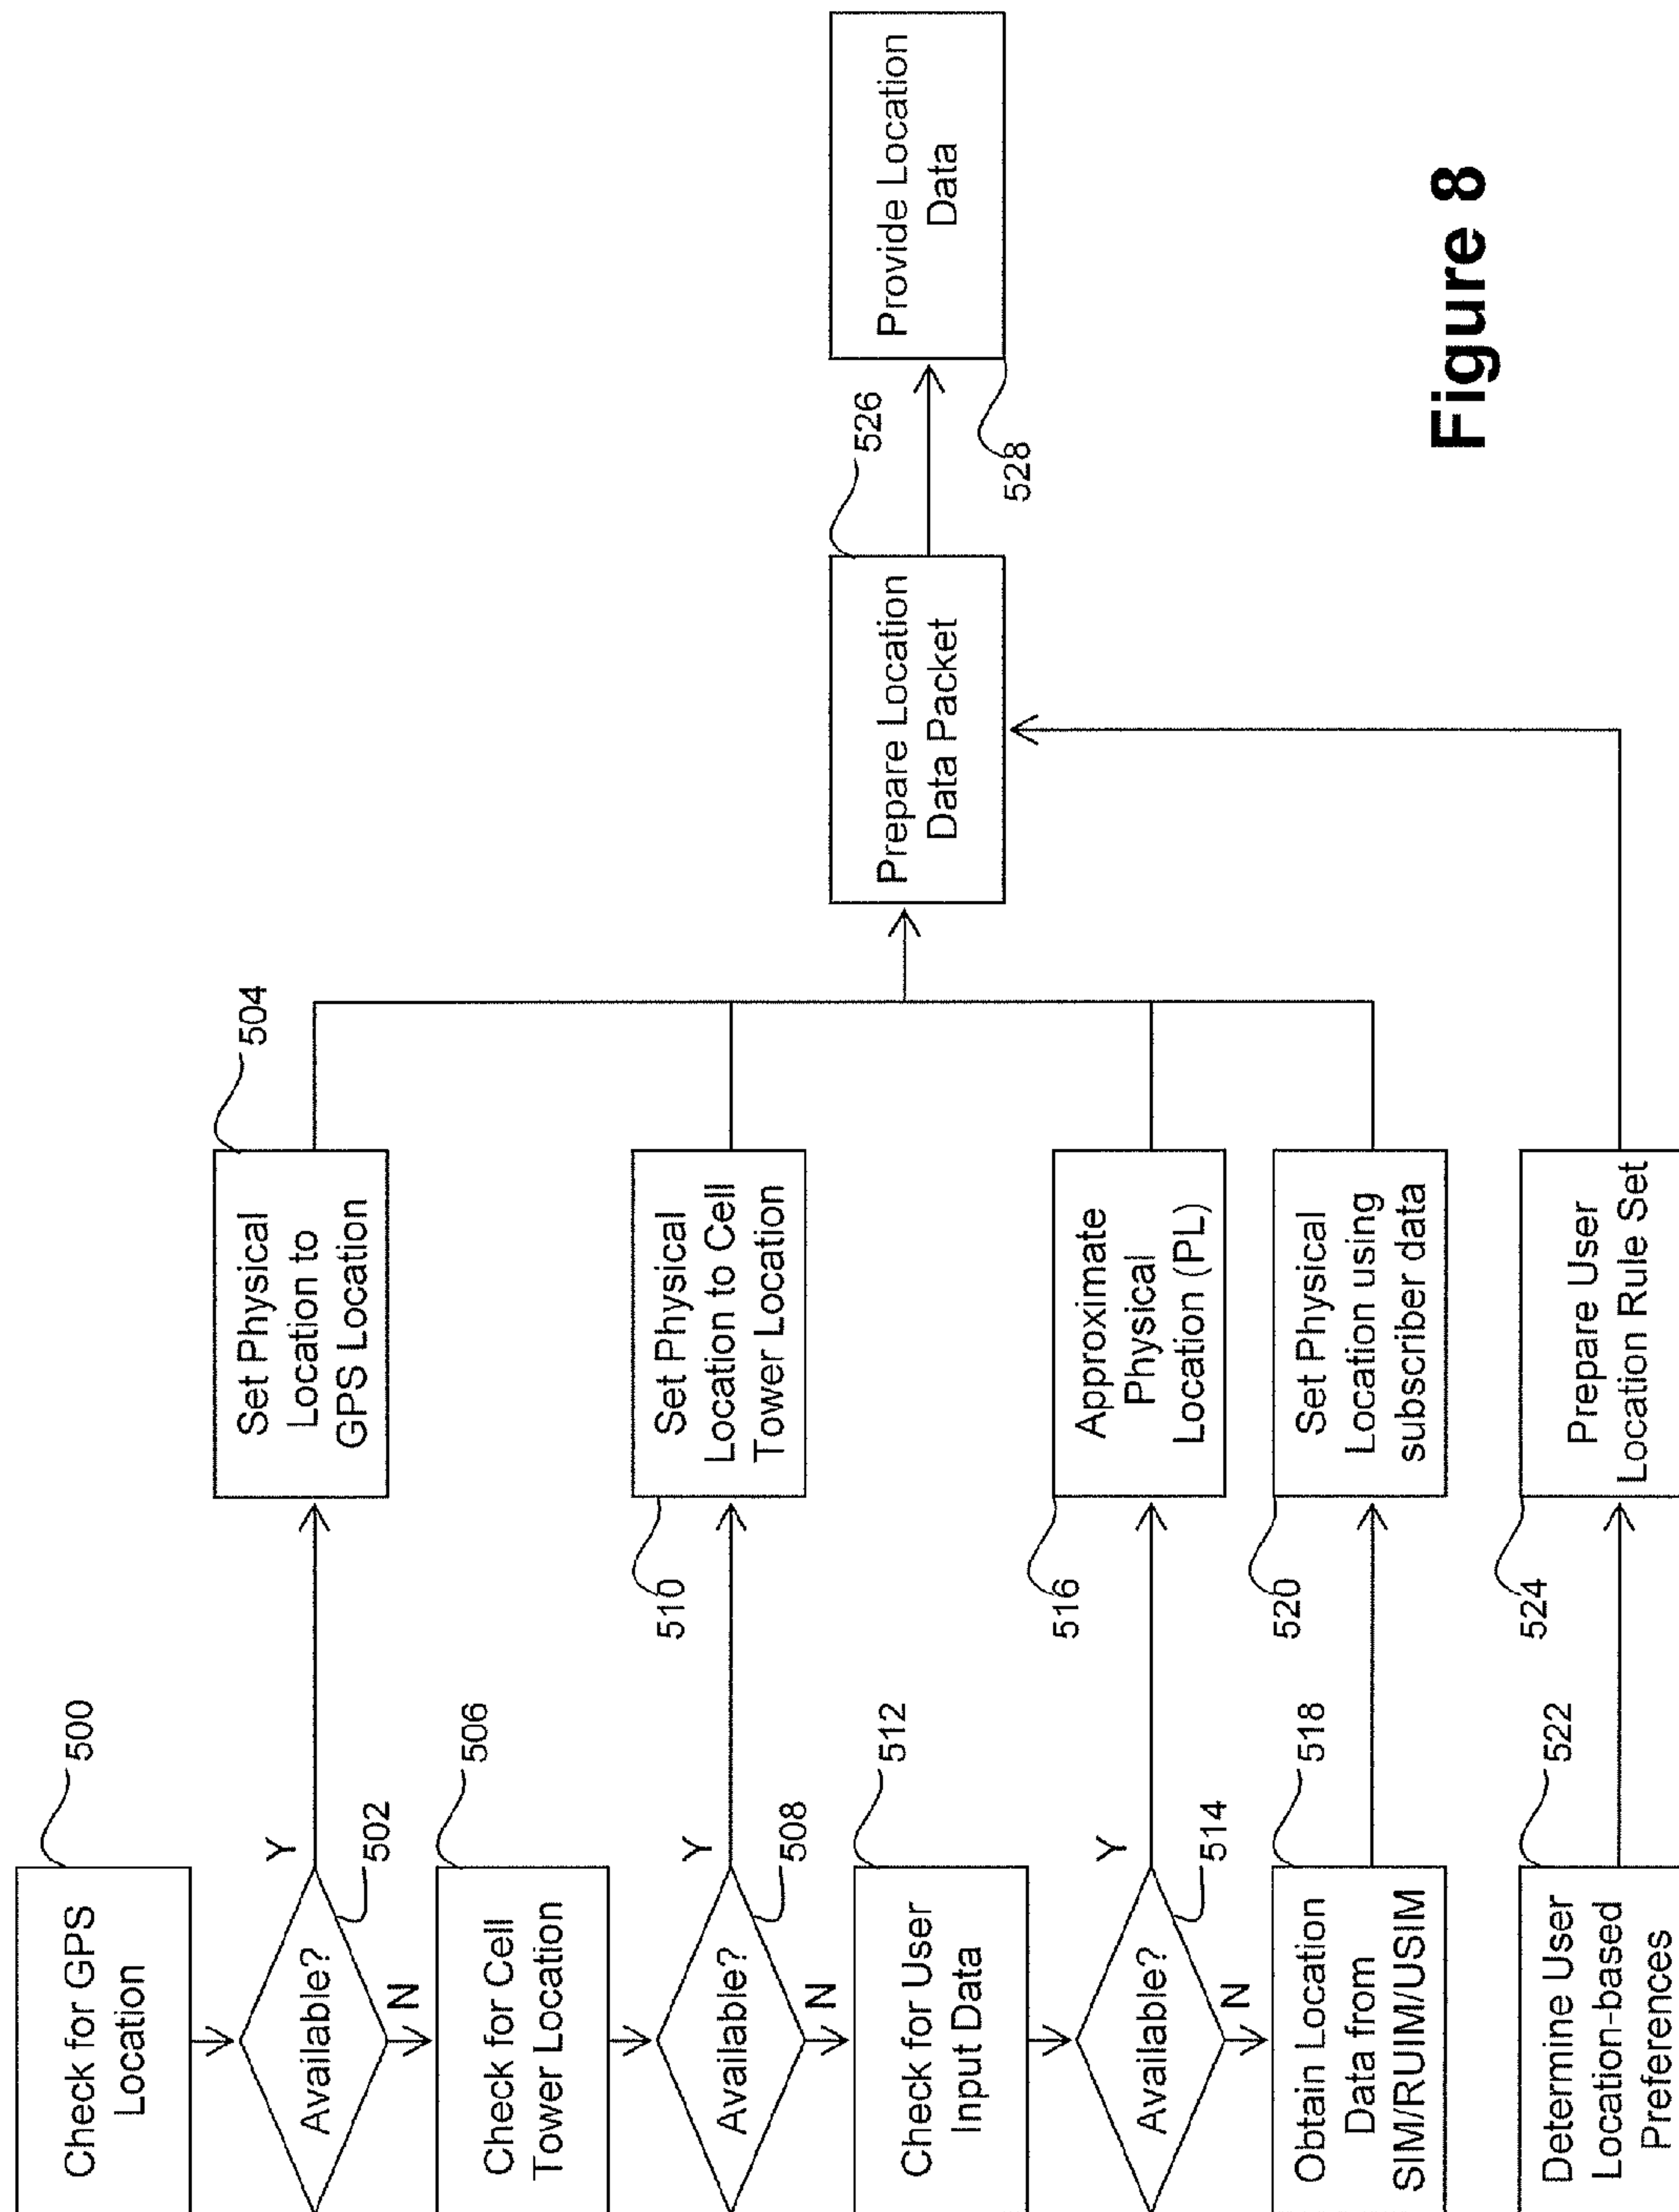 Check for GPS
Location
500
Available?
502
Y
N
Set Physical
Location to
GPS Location
504
Check for Cell
Tower Location
506
Available?
508
Y
N
Set Physical
Location to Cell
Tower Location
510
Check for User
Input Data
512
Available?
514
Y
N
Approximate
Physical
Location (PL)
516
Obtain Location
Data from
SIM/RUIM/USIM
518
Set Physical
Location using
subscriber data
520
Determine User
Location-based
Preferences
522
Prepare User
Location Rule Set
524
Prepare Location
Data Packet
526
Provide Location
Data
528
Figure 8